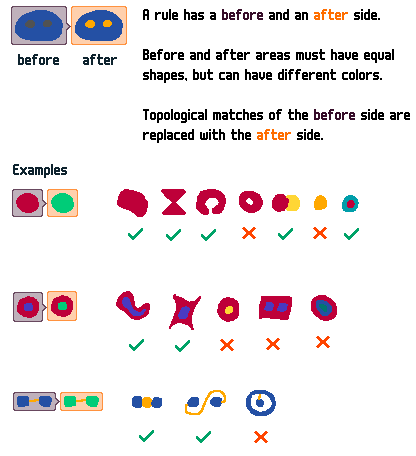 A rule has a before and an after side.
before after
Before and after areas must have equal
shapes, but can have different colors.
Topological matches of the before side are
replaced with the after side.
Examples